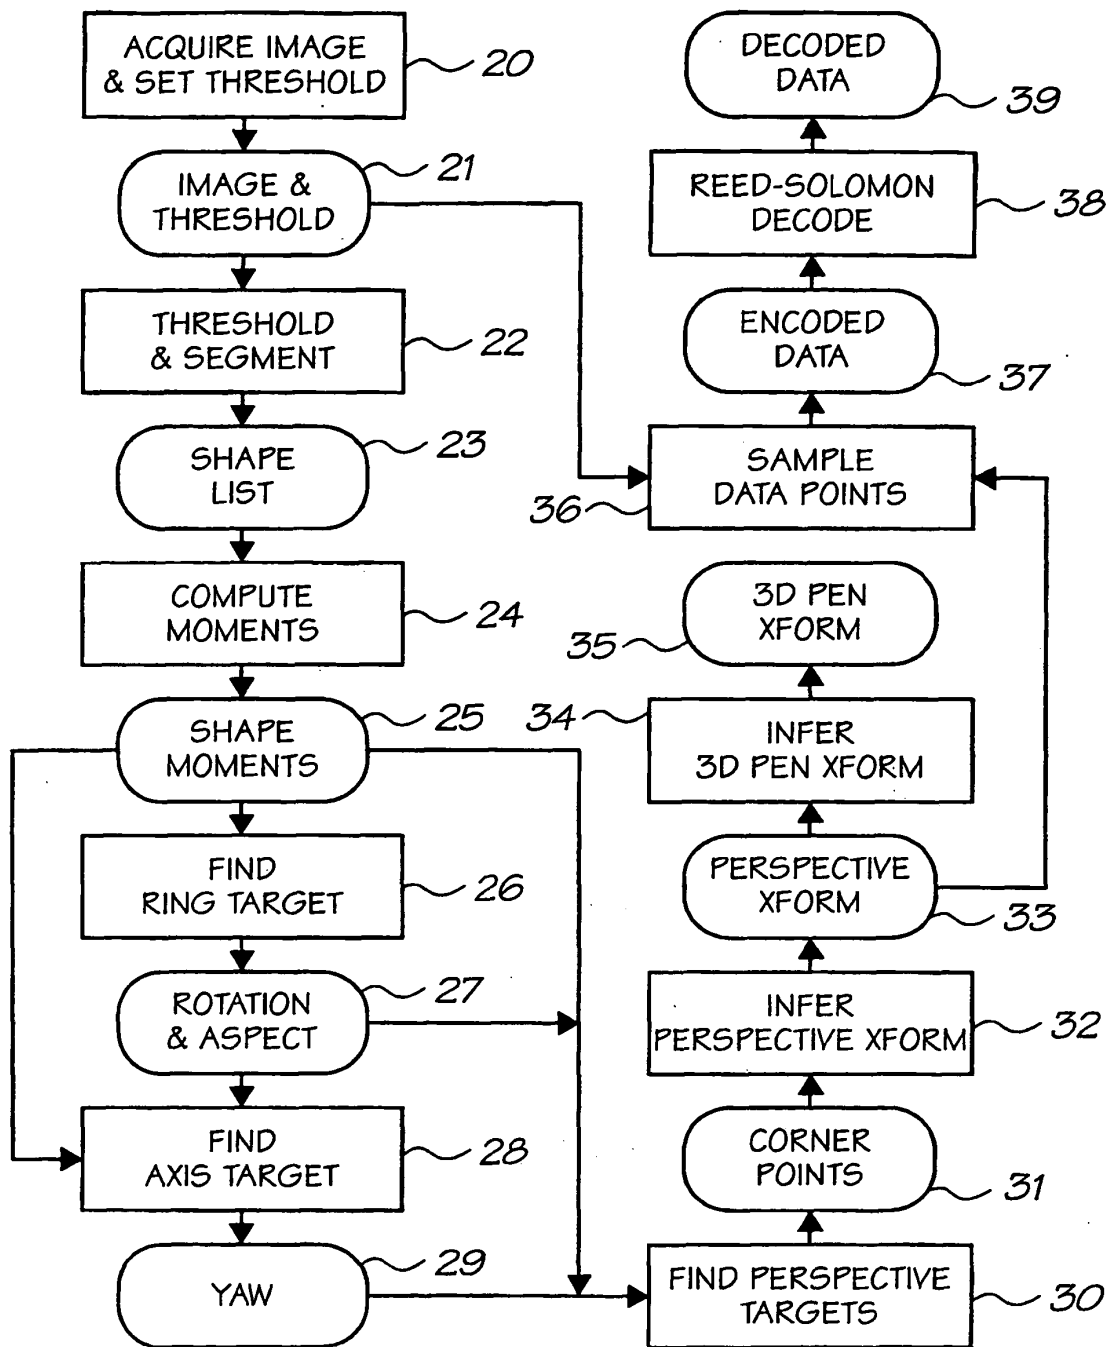 ACQUIRE IMAGE
& SET THRESHOLD
20
IMAGE &
THRESHOLD
21
THRESHOLD
& SEGMENT
22
SHAPE
LIST
23
COMPUTE
MOMENTS
24
SHAPE
MOMENTS
25
FIND
RING TARGET
26
ROTATION
& ASPECT
27
FIND
AXIS TARGET
28
YAW
29
DECODED
DATA
39
REED-SOLOMON
DECODE
38
ENCODED
DATA
37
SAMPLE
DATA POINTS
36
3D PEN
XFORM
35
INFER
3D PEN XFORM
34
PERSPECTIVE
XFORM
33
INFER
PERSPECTIVE XFORM
32
CORNER
POINTS
31
FIND PERSPECTIVE
TARGETS
30